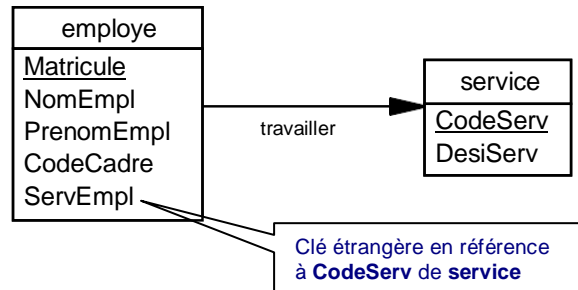 employe
Matricule
NomEmpl
PrenomEmpl
CodeCadre
ServEmpl
travailler
service
CodeServ
DesiServ
Clé étrangère en référence
à CodeServ de service